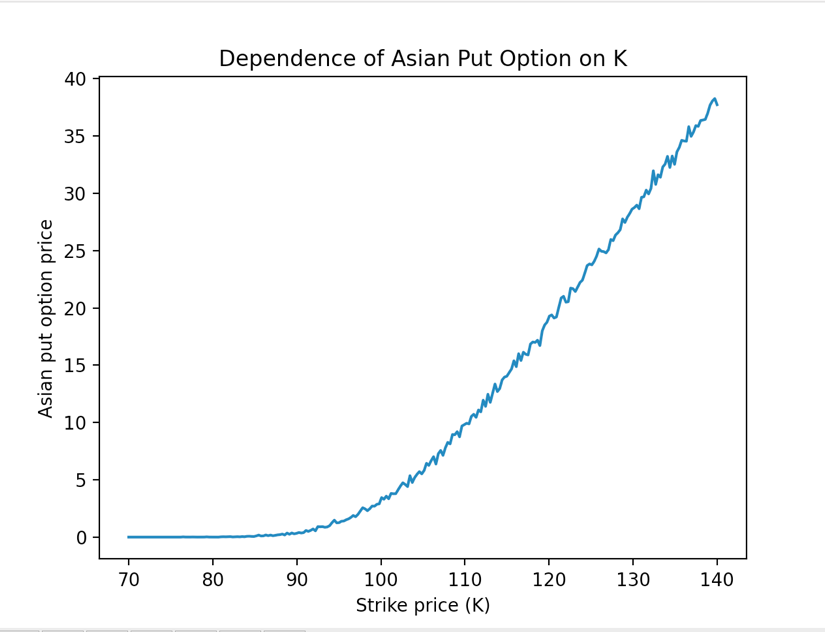 Dependence of Asian Put Option on K
40
35
30
25
20
15
10
5
0
Asian put option price
70 80 90 100 110 120 130 140
Strike price (K)